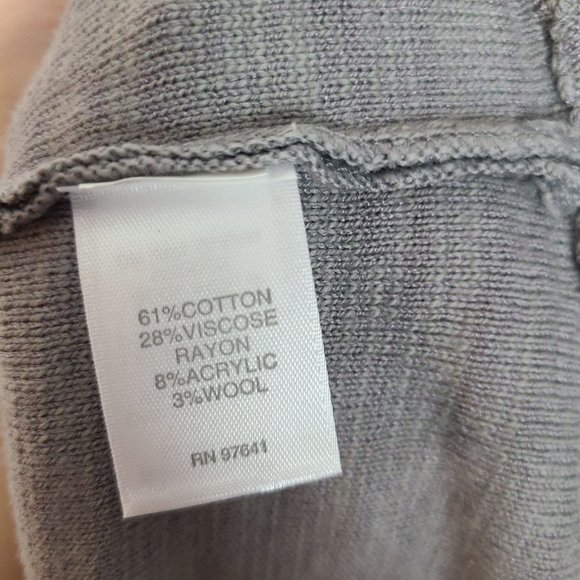 61%COTTON
28%VISCOSE
RAYON
8%ACRYLIC
3%WOOL
RN 97641